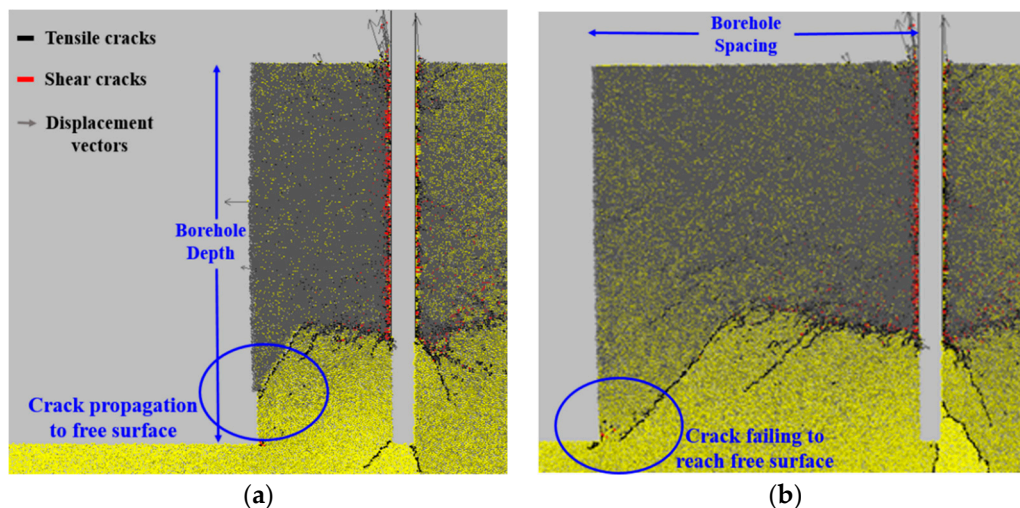 Tensile cracks
Shear cracks
Displacement
vectors
Borehole
Depth
Crack propagation
to free surface
(a)
Borehole
Spacing
Crack failing to
reach free surface
(b)